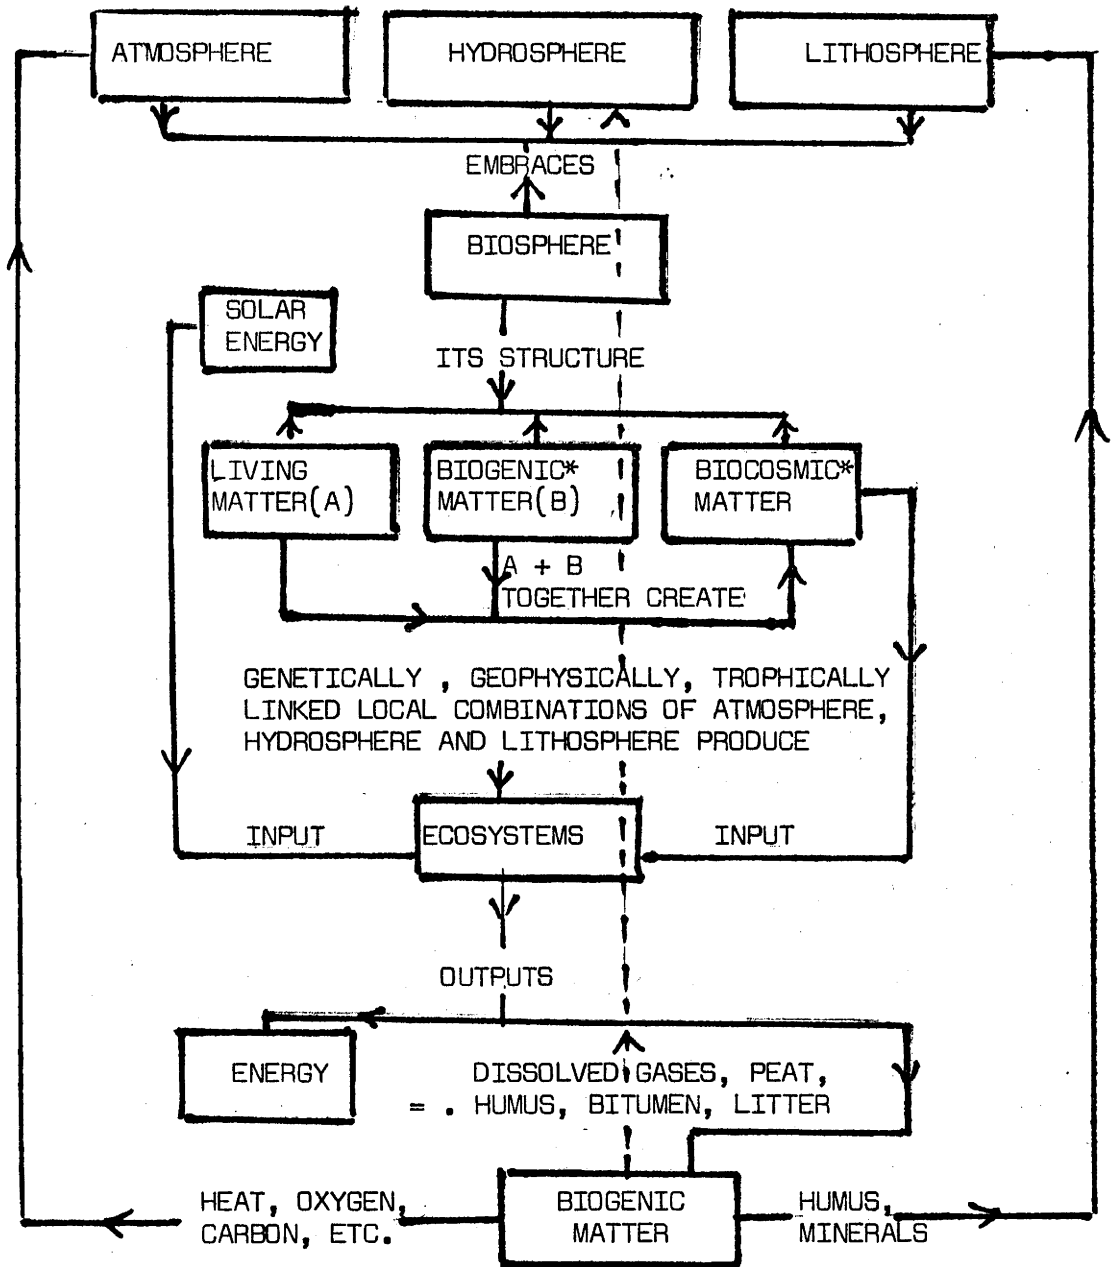 ATMOSPHERE
HYDROSPHERE
LITHOSPHERE
EMBRACES
BIOSPHERE
SOLAR
ENERGY
ITS STRUCTURE
LIVING
MATTER(A)
BIOGENIC*
MATTER(B)
BIOCOSMIC*
MATTER
A + B
TOGETHER CREATE
GENETICALLY , GEOPHYSICALLY, TROPHICALLY
LINKED LOCAL COMBINATIONS OF ATMOSPHERE,
HYDROSPHERE AND LITHOSPHERE PRODUCE
INPUT
ECOSYSTEMS
INPUT
OUTPUTS
ENERGY
DISSOLVED GASES, PEAT,
= . HUMUS, BITUMEN, LITTER
HEAT, OXYGEN,
CARBON, ETC.
BIOGENIC
MATTER
HUMUS,
MINERALS